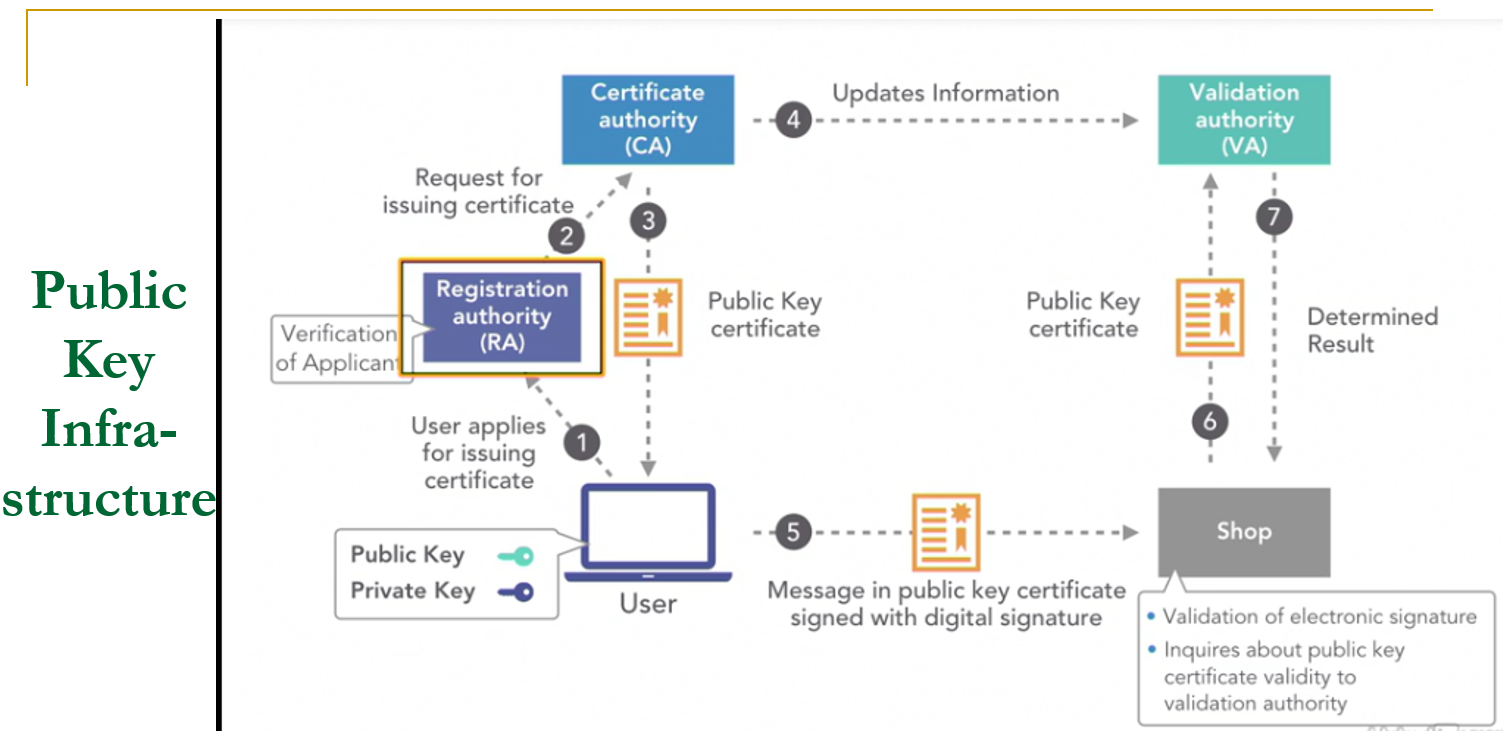 Public
Key
Infra-
structure
Certificate
authority
(CA)
4
Updates Information
Validation
authority
(VA)
Request for
issuing certificate
2
3
7
Registration
authority
(RA)
Verification
of Applicant
Public Key
certificate
Public Key
certificate
Determined
Result
User applies
for issuing
certificate
1
6
Public Key
Private Key
User
5
Message in public key certificate
signed with digital signature
Shop
• Validation of electronic signature
• Inquires about public key
certificate validity to
validation authority